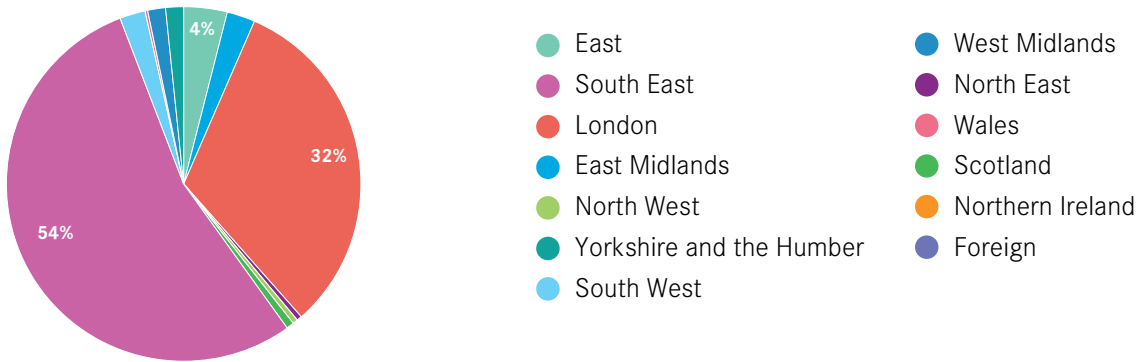 4%
32%
54%
East
South East
London
East Midlands
North West
Yorkshire and the Humber
South West
West Midlands
North East
Wales
Scotland
Northern Ireland
Foreign